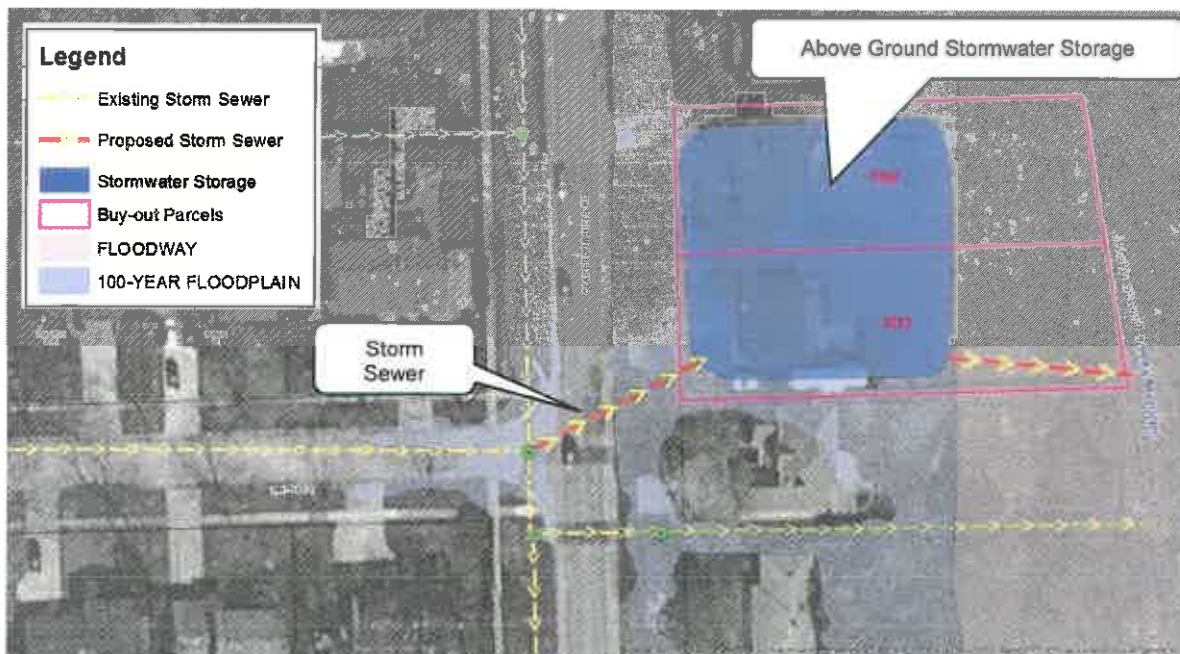 Legend
Existing Storm Sewer
Proposed Storm Sewer
Stormwater Storage
Buy-out Parcels
FLOODWAY
100-YEAR FLOODPLAIN
Above Ground Stormwater Storage
Storm
Sewer